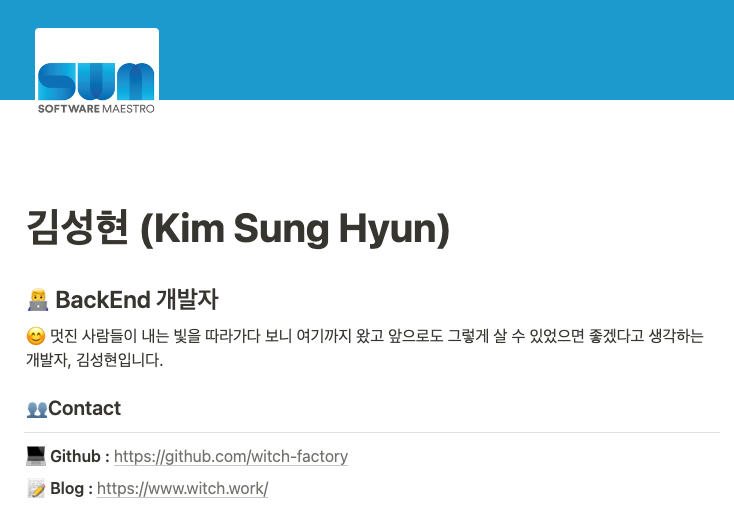 SWM
SOFTWARE MAESTRO
김성현 (Kim Sung Hyun)
BackEnd 개발자
멋진 사람들이 내는 빛을 따라가다 보니 여기까지 왔고 앞으로도 그렇게 살 수 있었으면 좋겠다고 생각하는
개발자, 김성현입니다.
Contact
Github : https://github.com/witch-factory
Blog : https://www.witch.work/